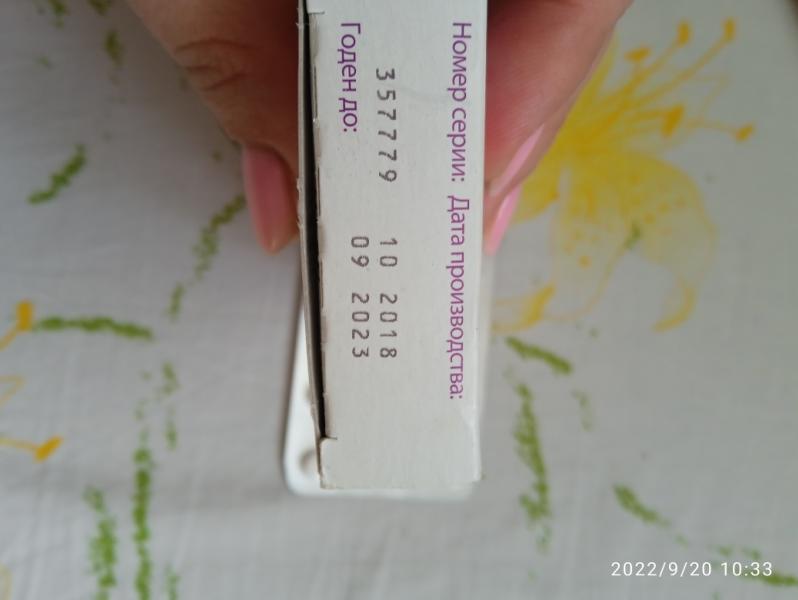 Номер серии: Дата производства:
357779 10 2018
Годен до: 09 2023
2022/9/20 10:33